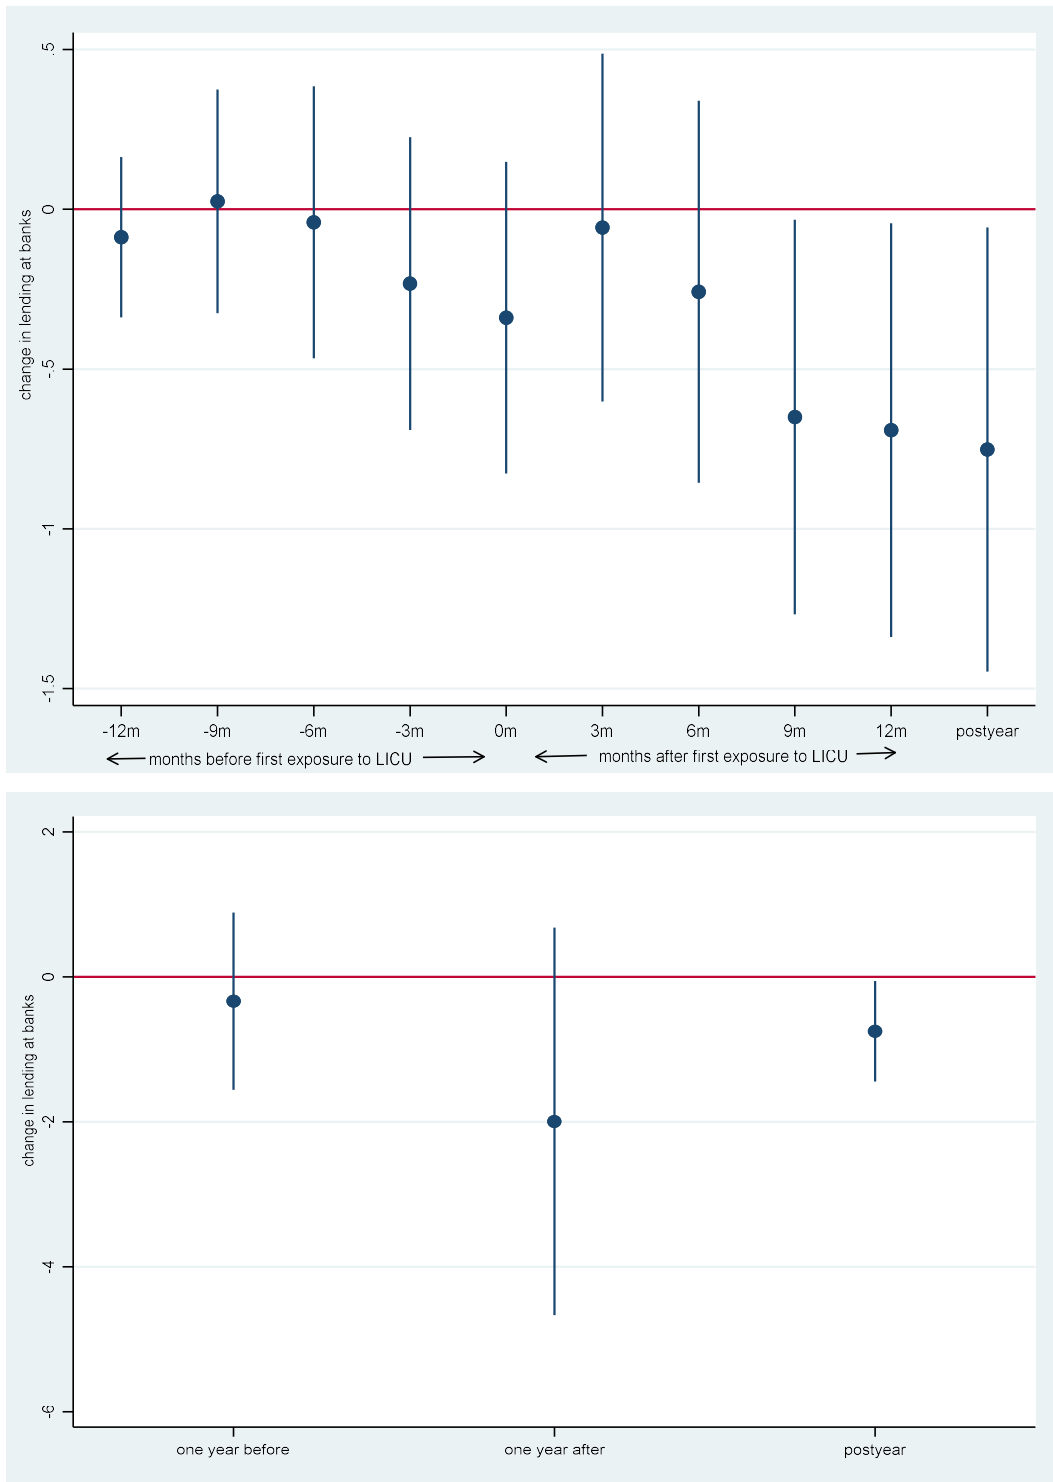 change in lending at banks
.5
0
-.5
-1
-1.5
-12m -9m -6m -3m 0m 3m 6m 9m 12m postyear
months before first exposure to LICU months after first exposure to LICU
change in lending at banks
2
0
-2
-4
-6
one year before one year after postyear